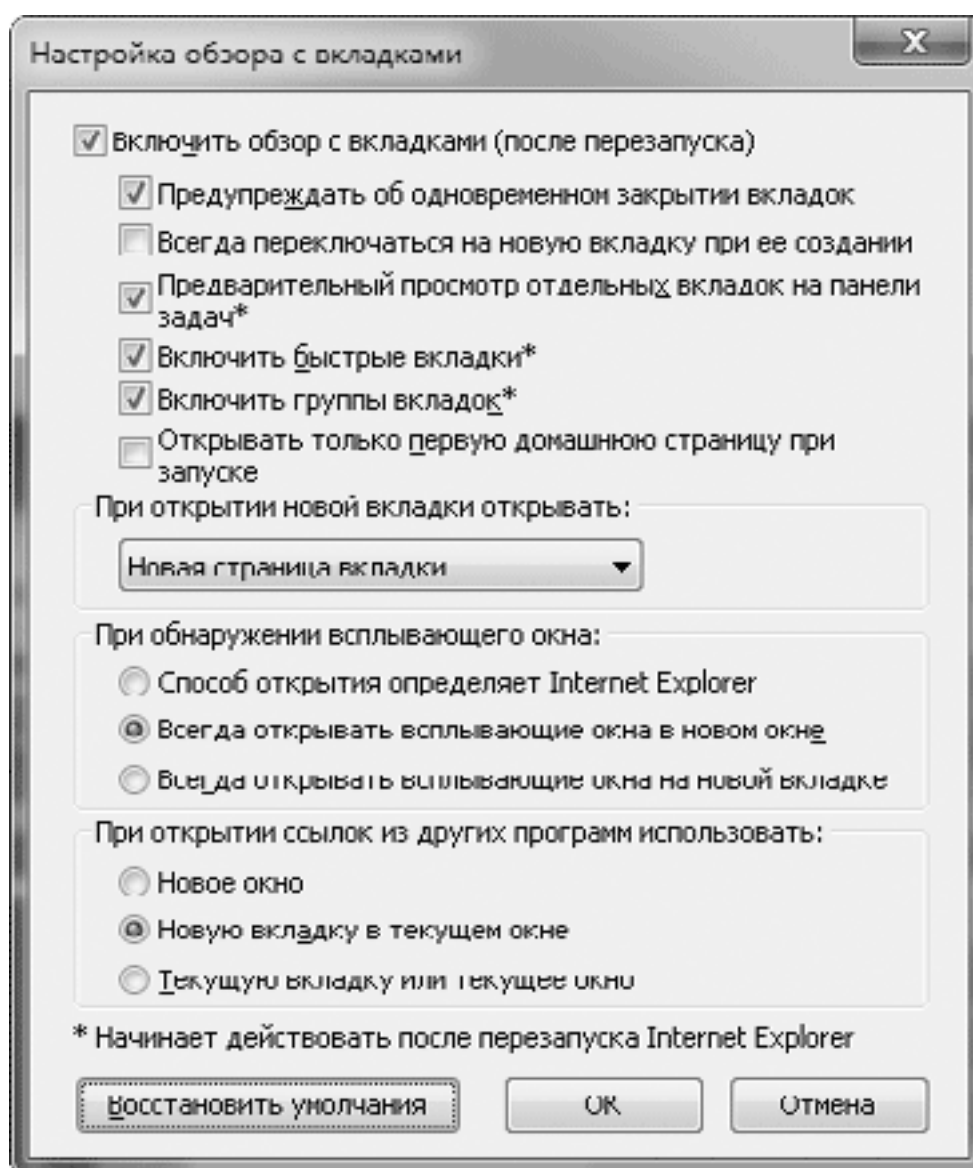 Настройка обзора с вкладками
Включить обзор с вкладками (после перезапуска)
Предупреждать об одновременном закрытии вкладок
Всегда переключаться на новую вкладку при ее создании
Предварительный просмотр отдельных вкладок на панели
задач*
Включить быстрые вкладки*
Включить группы вкладок*
Открывать только первую домашнюю страницу при
запуске
При открытии новой вкладки открывать:
Новая страница вкладки
При обнаружении всплывающего окна:
Способ открытия определяет Internet Explorer
Всегда открывать всплывающие окна в новом окне
Всегда открывать всплывающие окна на новой вкладке
При открытии ссылок из других программ использовать:
Новое окно
Новую вкладку в текущем окне
Текущую вкладку или текущее окно
* Начинает действовать после перезапуска Internet Explorer
Восстановить умолчания
ОК
Отмена